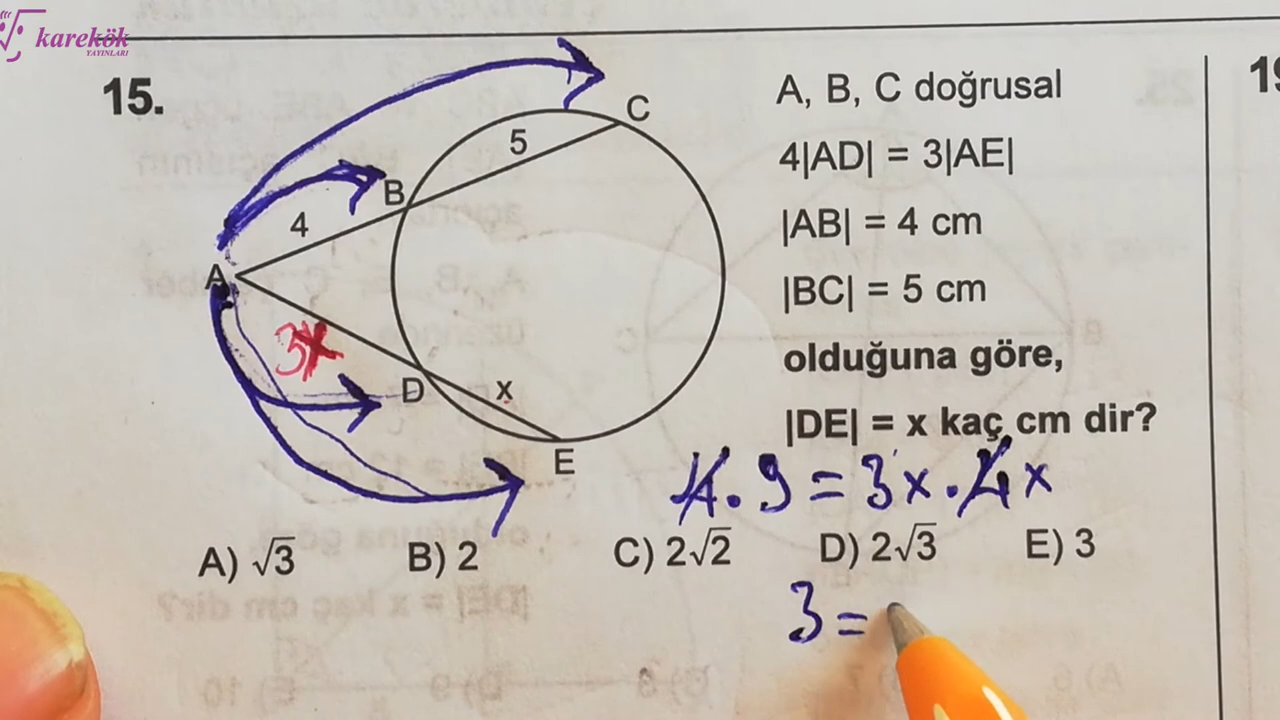 karekök
YAYINLARI
15.
A, B, C doğrusal
4|AD| = 3|AE|
|AB| = 4 cm
|BC| = 5 cm
olduğuna göre,
|DE| = x kaç cm dir?
C
5
B
4
A
3x
D
x
E
4 . 9 = 3x . 4x
A) √3 B) 2 C) 2√2 D) 2√3 E) 3
3 =
19